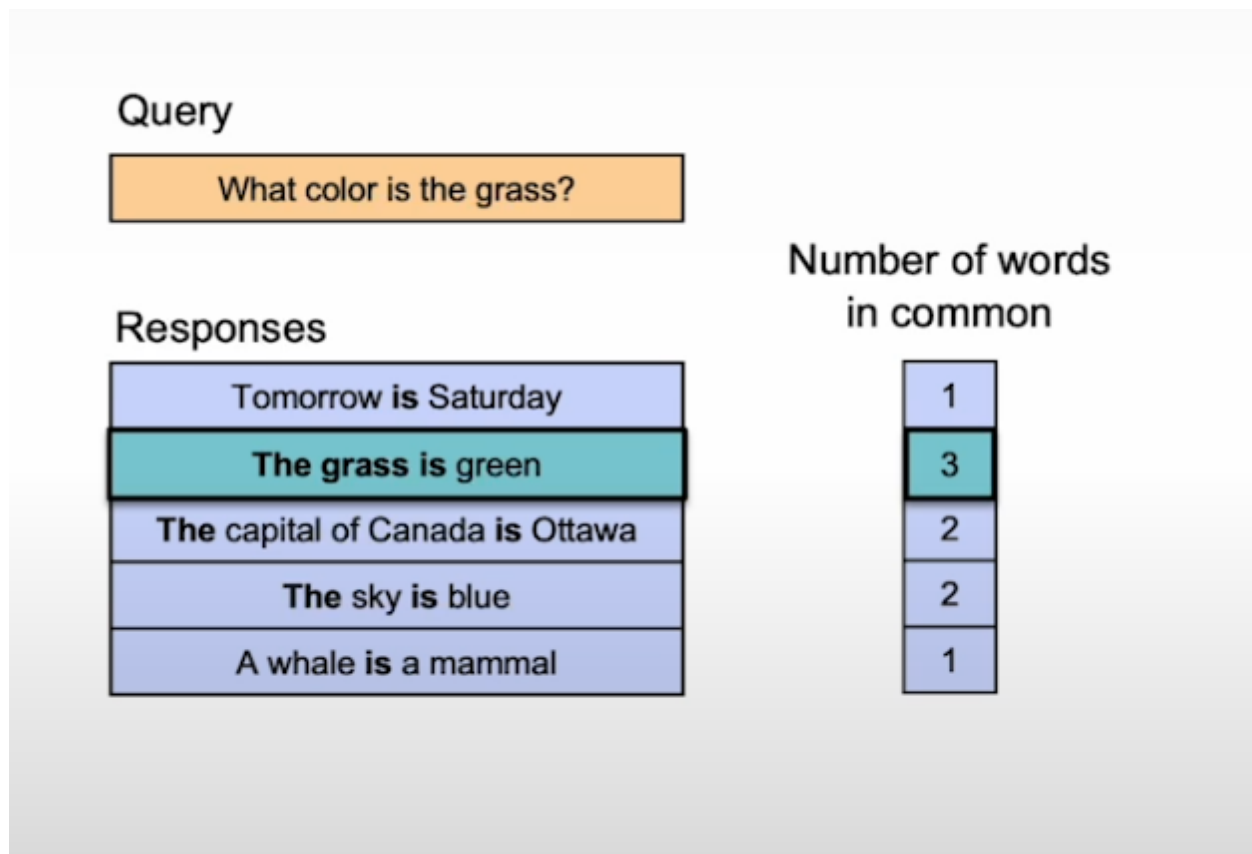 Query
What color is the grass?
Number of words
in common
Responses
Tomorrow is Saturday
1
The grass is green
3
The capital of Canada is Ottawa
2
The sky is blue
2
A whale is a mammal
1